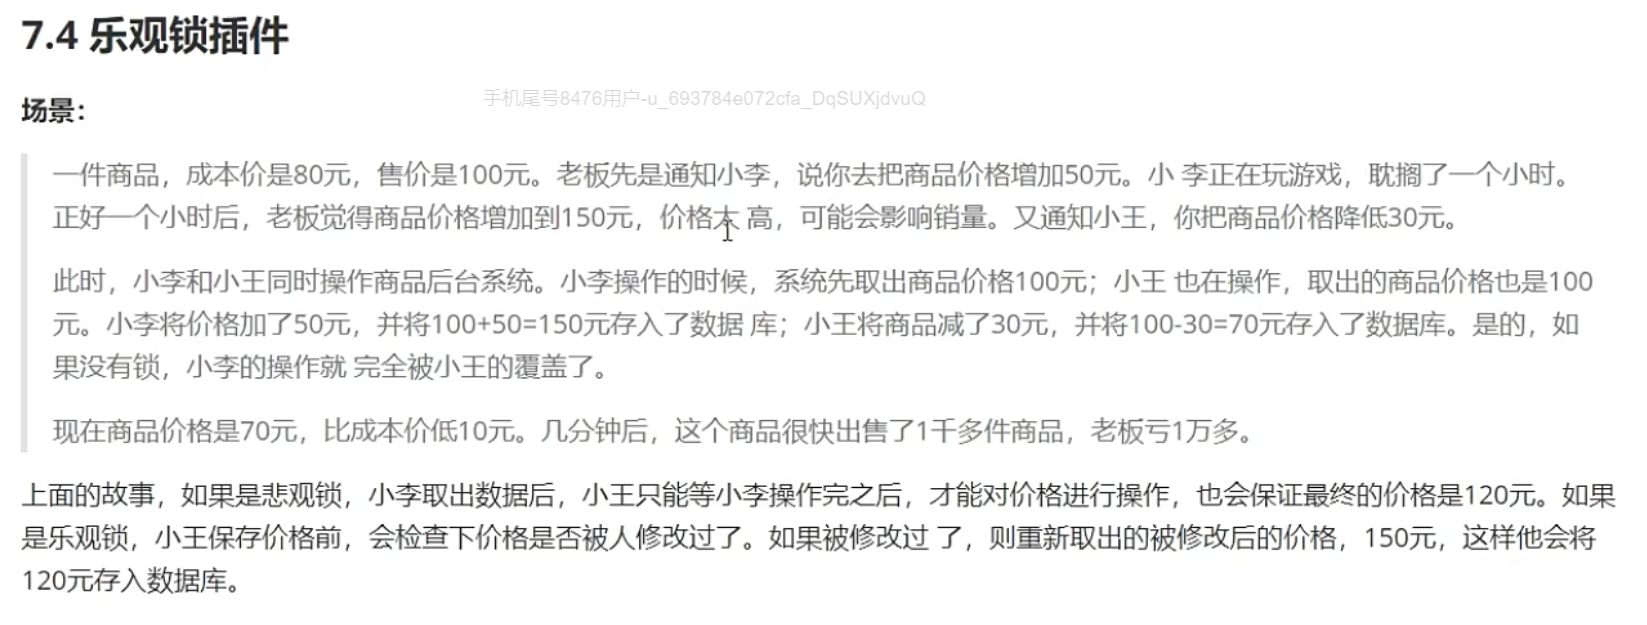 7.4 乐观锁插件
手机尾号8476用户-u_693784e072cfa_DqSUXjdvuQ
场景：
一件商品，成本价是80元，售价是100元。老板先是通知小李，说你去把商品价格增加50元。小 李正在玩游戏，耽搁了一个小时。
正好一个小时后，老板觉得商品价格增加到150元，价格太 高，可能会影响销量。又通知小王，你把商品价格降低30元。
此时，小李和小王同时操作商品后台系统。小李操作的时候，系统先取出商品价格100元；小王 也在操作，取出的商品价格也是100
元。小李将价格加了50元，并将100+50=150元存入了数据 库；小王将商品减了30元，并将100-30=70元存入了数据库。是的，如
果没有锁，小李的操作就 完全被小王的覆盖了。
现在商品价格是70元，比成本价低10元。几分钟后，这个商品很快出售了1千多件商品，老板亏1万多。
上面的故事，如果是悲观锁，小李取出数据后，小王只能等小李操作完之后，才能对价格进行操作，也会保证最终的价格是120元。如果
是乐观锁，小王保存价格前，会检查下价格是否被人修改过了。如果被修改过 了，则重新取出的被修改后的价格，150元，这样他会将
120元存入数据库。